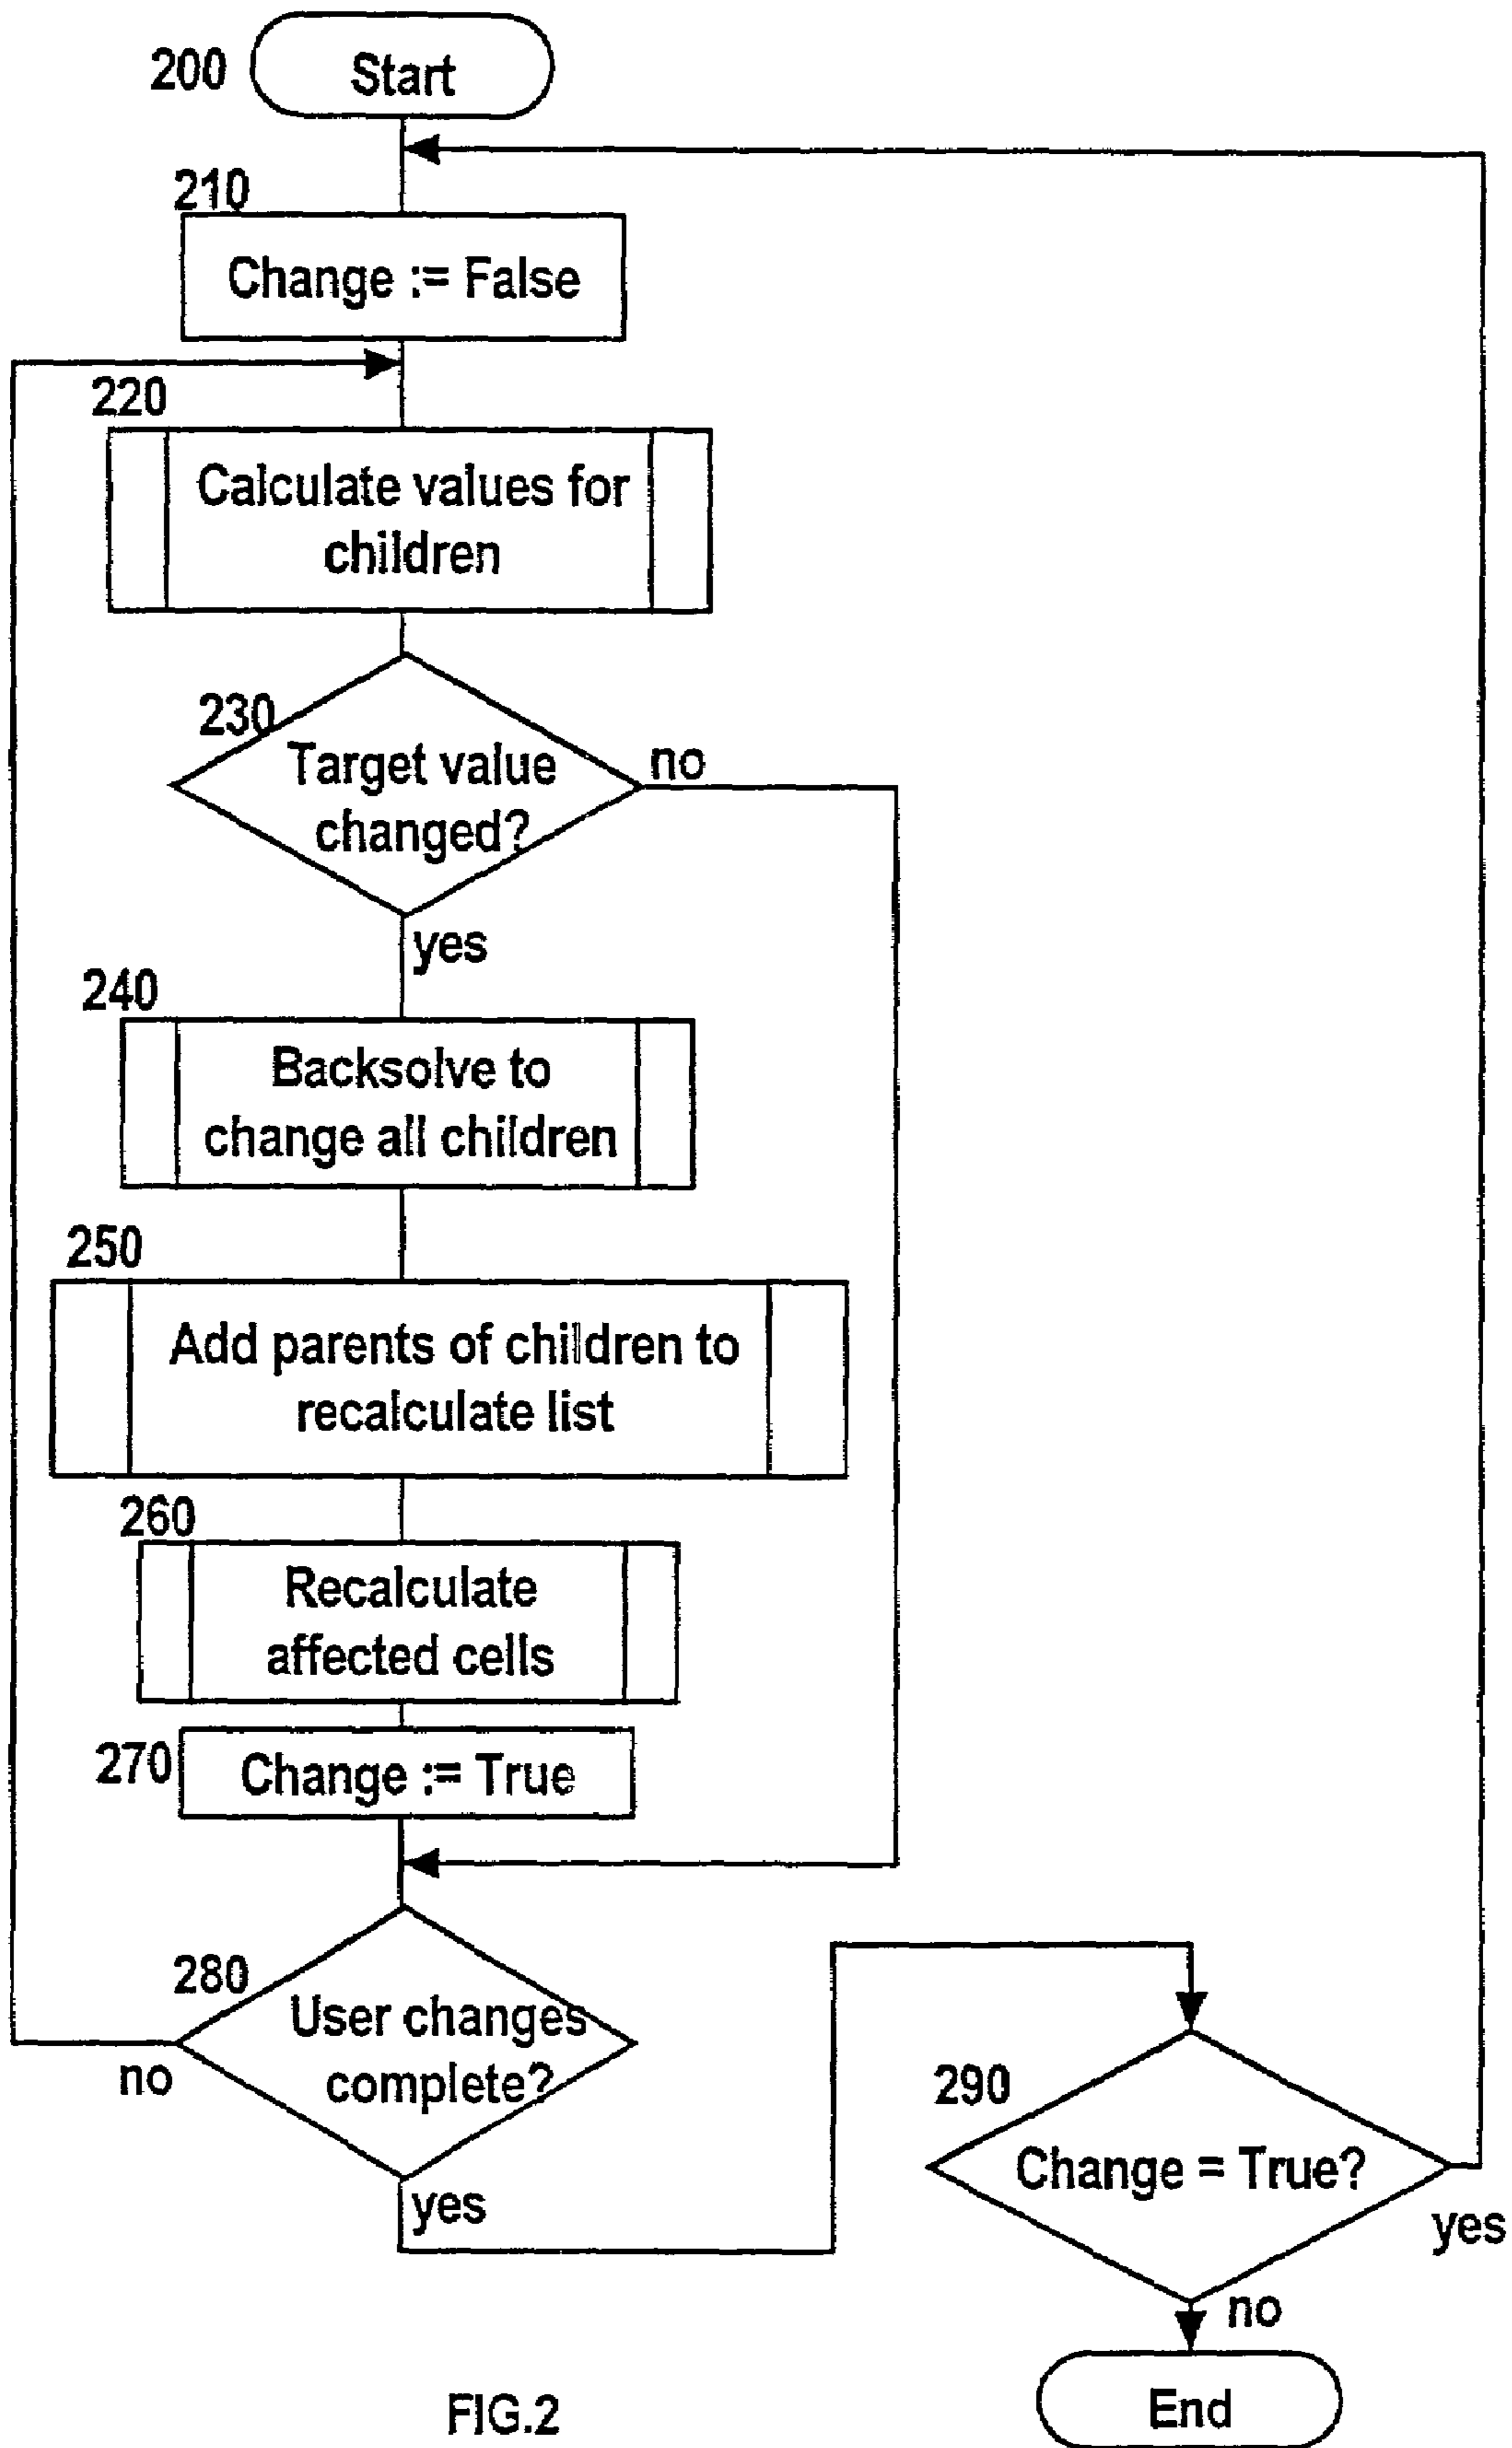 200
Start
210
Change := False
220
Calculate values for
children
230
Target value
changed?
no
yes
240
Backsolve to
change all children
250
Add parents of children to
recalculate list
260
Recalculate
affected cells
270
Change := True
280
User changes
complete?
no
yes
290
Change = True?
yes
no
End
FIG.2